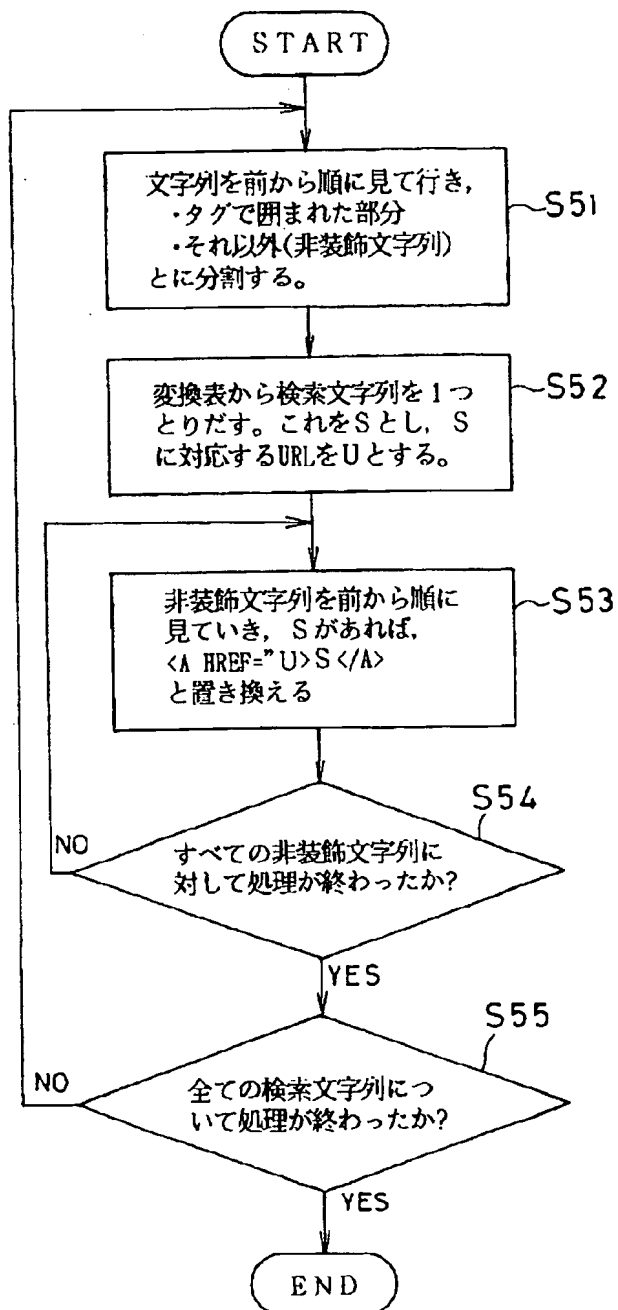 START
文字列を前から順に見て行き,
・タグで囲まれた部分
・それ以外(非装飾文字列)
とに分割する。
S51
変換表から検索文字列を1つ
とりだす。これをSとし, S
に対応するURLをUとする。
S52
非装飾文字列を前から順に
見ていき, Sがあれば,
<A HREF="U>S</A>
と置き換える
S53
すべての非装飾文字列に
対して処理が終わったか?
S54
NO
YES
全ての検索文字列につ
いて処理が終わったか?
S55
NO
YES
END